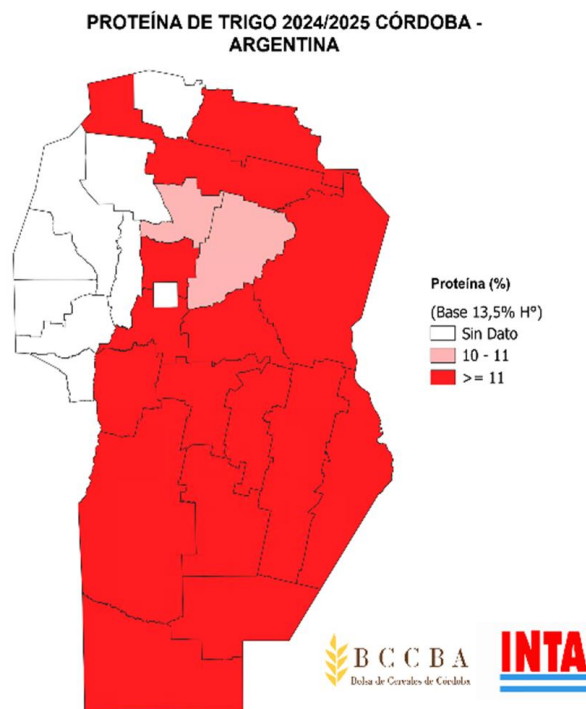 PROTEÍNA DE TRIGO 2024/2025 CÓRDOBA -
ARGENTINA
Proteína (%)
(Base 13,5% Hº)
Sin Dato
10 - 11
>= 11
BCCBA
Bolsa de Cereales de Córdoba
INTA